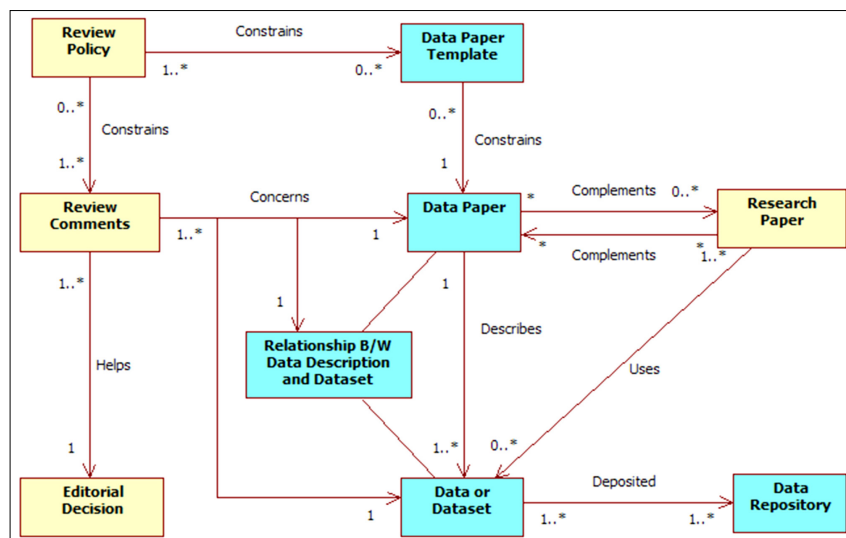 Review
Policy
Constrains
1..*
0..*
Data Paper
Template
0..*
Constrains
1..*
0..*
Constrains
1
Review
Comments
Concerns
1..*
1
Data Paper
*
Complements
0..*
*
Complements
*
1..*
Research
Paper
1..*
1
1
Relationship B/W
Data Description
and Dataset
Describes
Helps
Uses
1
1..*
0..*
Editorial
Decision
1
Data or
Dataset
Deposited
1..*
1..*
Data
Repository